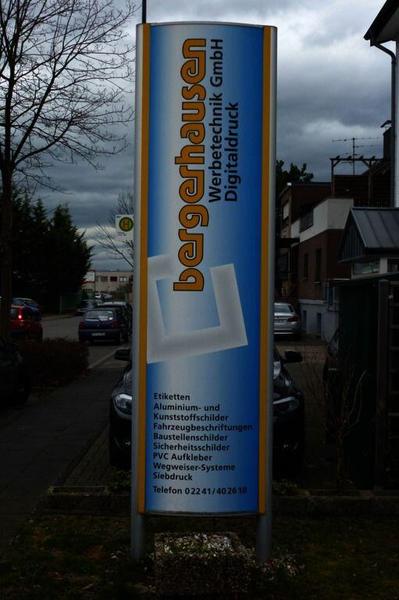 bergerhausen
Werbetechnik GmbH
Digitaldruck
H
Etiketten
Aluminium- und
Kunststoffschilder
Fahrzeugbeschriftungen
Baustellenschilder
Sicherheitsschilder
PVC Aufkleber
Wegweiser-Systeme
Siebdruck
Telefon 02241/402610